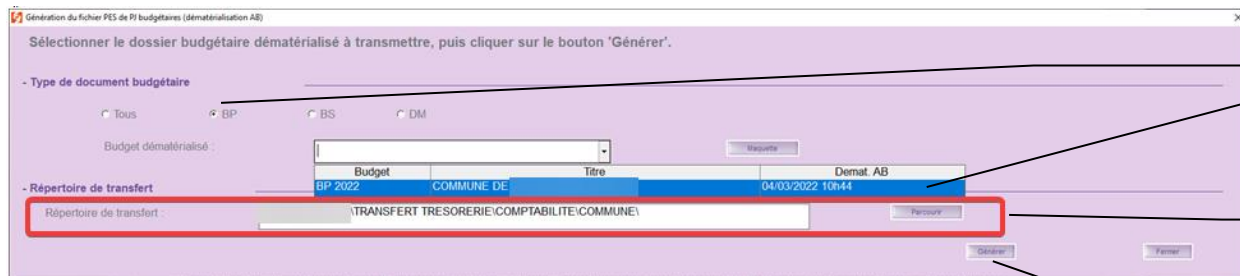 Génération du fichier PES de PJ budgétaires (dématérialisation AB)
Sélectionner le dossier budgétaire dématérialisé à transmettre, puis cliquer sur le bouton 'Générer'.
- Type de document budgétaire
Tous BP BS DM
Budget dématérialisé :
Maquette
Budget Titre Demat. AB
BP 2022 COMMUNE DE 04/03/2022 10h44
- Répertoire de transfert
Répertoire de transfert : \TRANSFERT TRESORERIE\COMPTABILITE\COMMUNE\ Parcourir
Générer Fermer